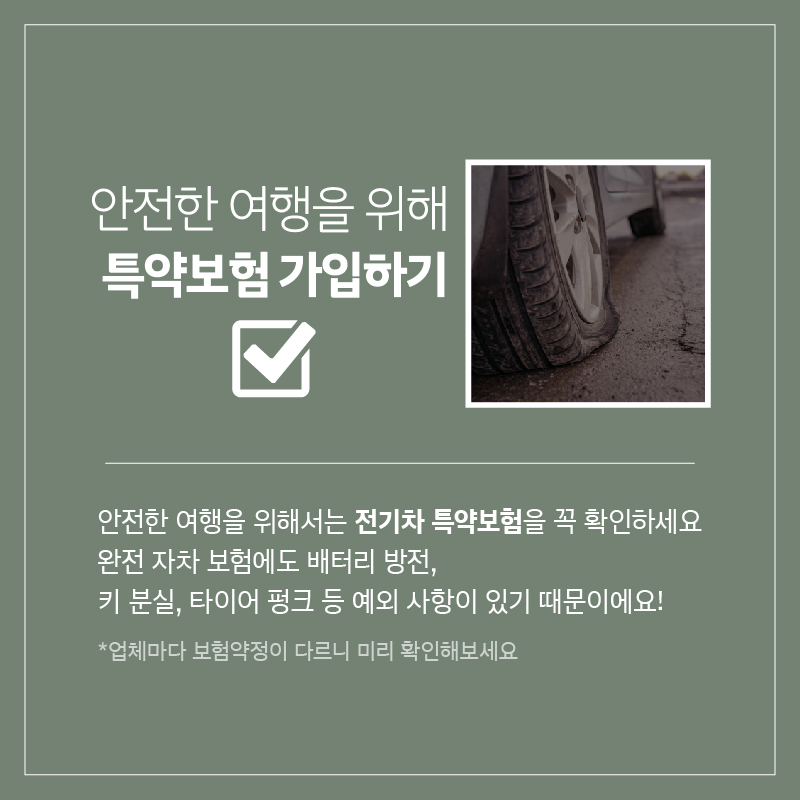 안전한 여행을 위해
특약보험 가입하기
안전한 여행을 위해서는 전기차 특약보험을 꼭 확인하세요
완전 자차 보험에도 배터리 방전,
키 분실, 타이어 펑크 등 예외 사항이 있기 때문이에요!
*업체마다 보험약정이 다르니 미리 확인해보세요